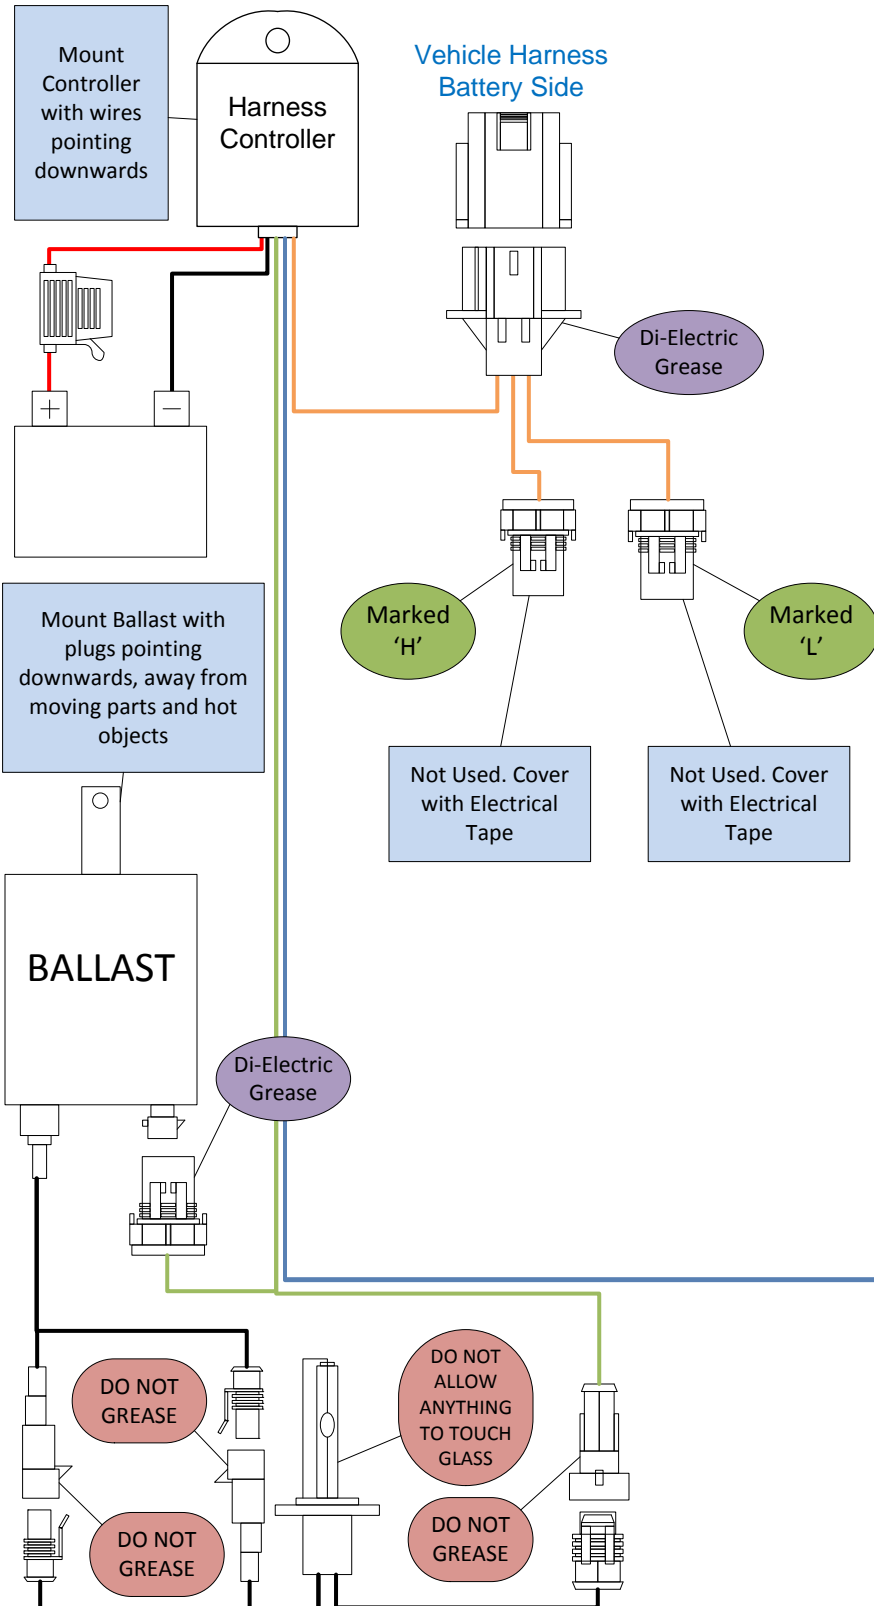 Mount
Controller
with wires
pointing
downwards
Harness
Controller
Vehicle Harness
Battery Side
Di-Electric
Grease
+
−
Marked
‘H’
Marked
‘L’
Mount Ballast with
plugs pointing
downwards, away from
moving parts and hot
objects
Not Used. Cover
with Electrical
Tape
Not Used. Cover
with Electrical
Tape
BALLAST
Di-Electric
Grease
DO NOT
GREASE
DO NOT
ALLOW
ANYTHING
TO TOUCH
GLASS
DO NOT
GREASE
DO NOT
GREASE